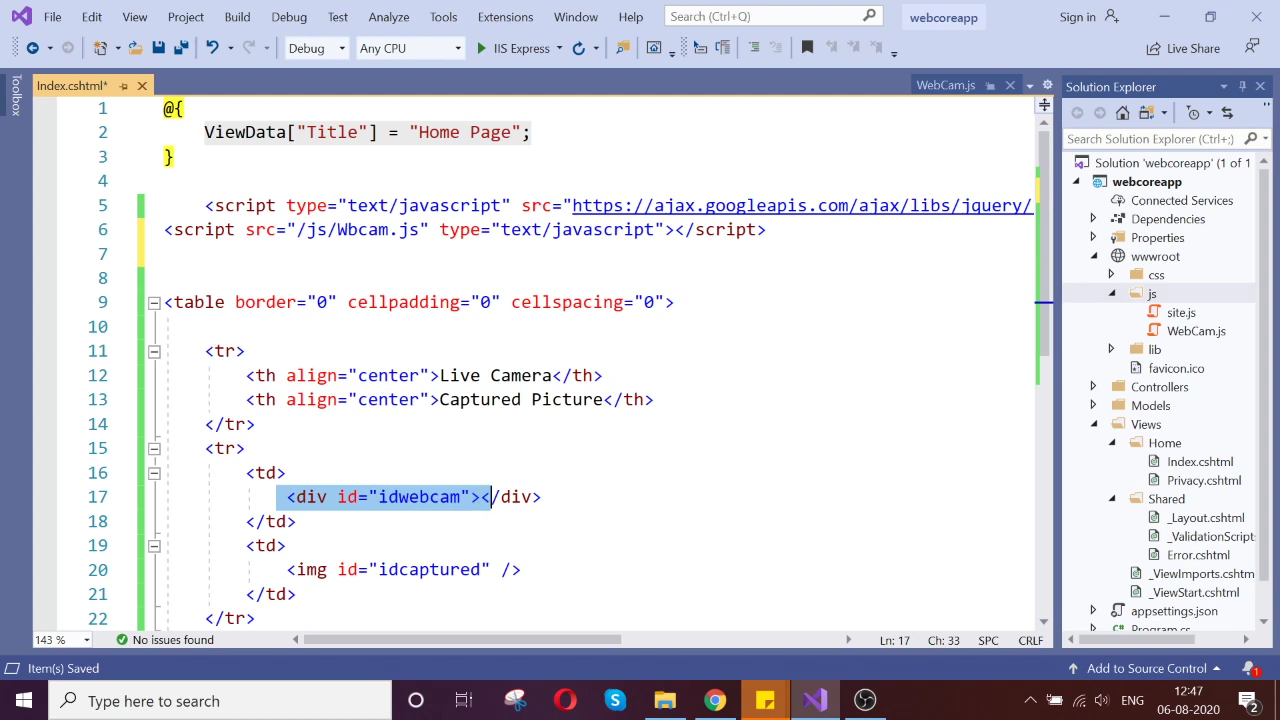 File Edit View Project Build Debug Test Analyze Tools Extensions Window Help Search (Ctrl+Q) webcoreapp Sign in
Debug Any CPU IIS Express Live Share
Toolbox
Index.cshtml* WebCam.js
1 @{
2 ViewData["Title"] = "Home Page";
3 }
4
5 <script type="text/javascript" src="https://ajax.googleapis.com/ajax/libs/jquery/
6 <script src="/js/Wbcam.js" type="text/javascript"></script>
7
8
9 <table border="0" cellpadding="0" cellspacing="0">
10
11 <tr>
12 <th align="center">Live Camera</th>
13 <th align="center">Captured Picture</th>
14 </tr>
15 <tr>
16 <td>
17 <div id="idwebcam"></div>
18 </td>
19 <td>
20 <img id="idcaptured" />
21 </td>
22 </tr>
143 % No issues found Ln: 17 Ch: 33 SPC CRLF
Solution Explorer
Search Solution Explorer (Ctrl+;)
Solution 'webcoreapp' (1 of 1
webcoreapp
Connected Services
Dependencies
Properties
wwwroot
css
js
site.js
WebCam.js
lib
favicon.ico
Controllers
Models
Views
Home
Index.cshtml
Privacy.cshtml
Shared
_Layout.cshtml
_ValidationScripts
Error.cshtml
_ViewImports.cshtm
_ViewStart.cshtml
appsettings.json
Program.cs
Item(s) Saved Add to Source Control 1
Type here to search ENG 12:47
06-08-2020 2